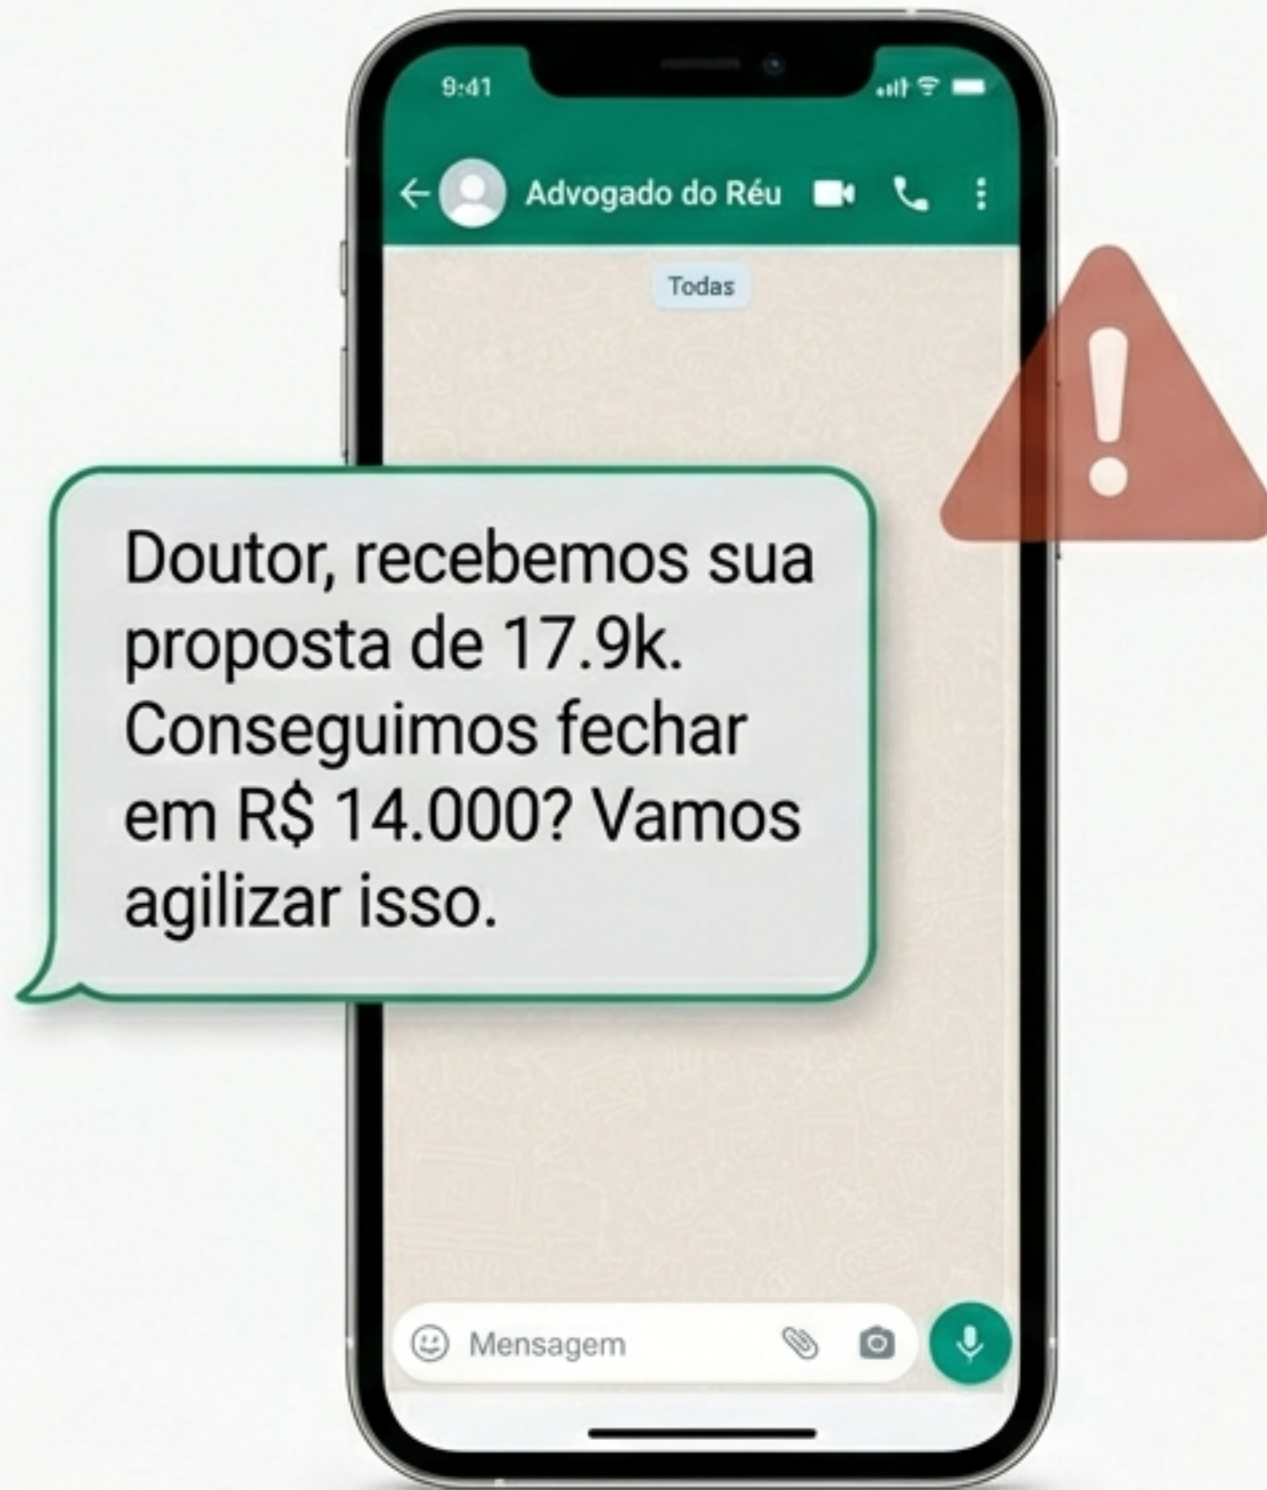 9:41
Advogado do Réu
Todas
Doutor, recebemos sua
proposta de 17.9k.
Conseguimos fechar
em R$ 14.000? Vamos
agilizar isso.
Mensagem